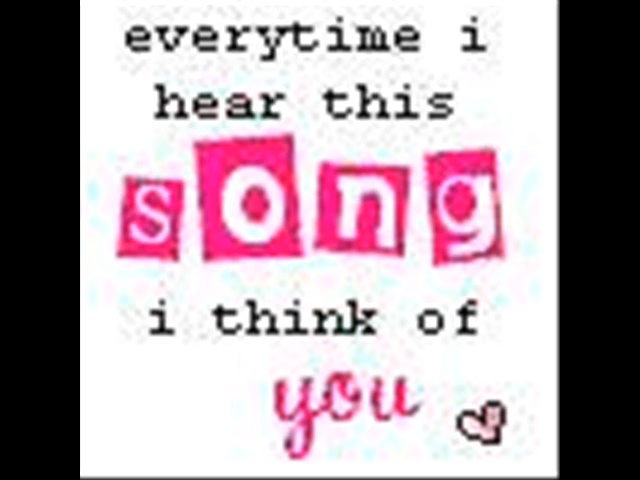 everytime i
hear this
song
i think of
you